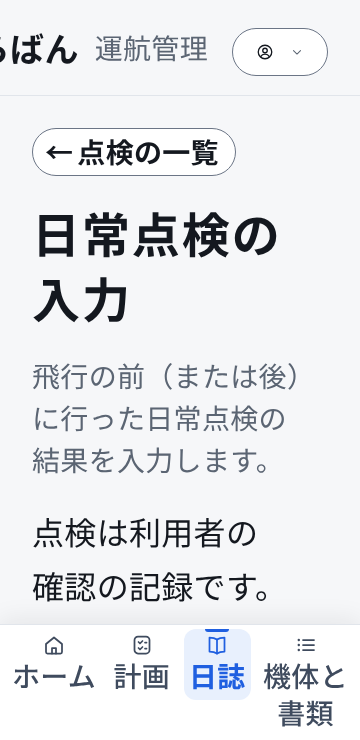 ばん 運航管理
← 点検の一覧
日常点検の
入力
飛行の前（または後）
に行った日常点検の
結果を入力します。
点検は利用者の
確認の記録です。
ホーム 計画 日誌 機体と
書類